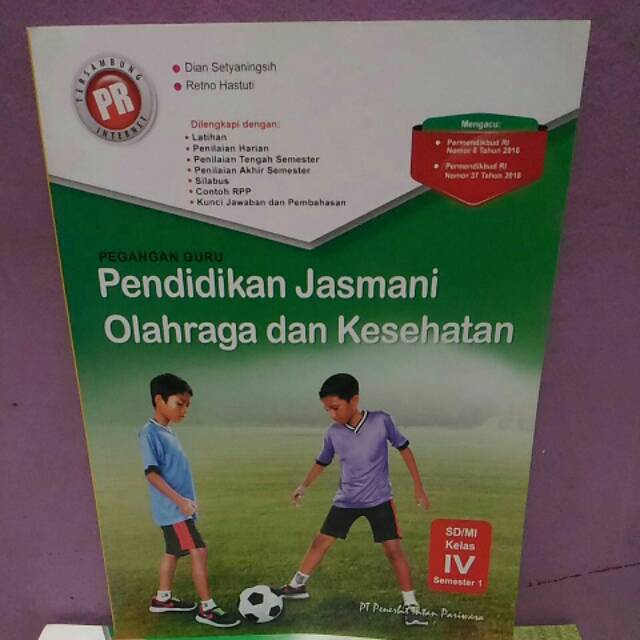 TERSAMBUNG
PR
INTERNET
• Dian Setyaningsih
• Retno Hastuti
Dilengkapi dengan:
• Latihan
• Penilaian Harian
• Penilaian Tengah Semester
• Penilaian Akhir Semester
• Silabus
• Contoh RPP
• Kunci Jawaban dan Pembahasan
Mengacu:
• Permendikbud RI
Nomor 8 Tahun 2016
• Permendikbud RI
Nomor 37 Tahun 2018
PEGANGAN GURU
Pendidikan Jasmani
Olahraga dan Kesehatan
SD/MI
Kelas
IV
Semester 1
PT Penerbit Intan Pariwara